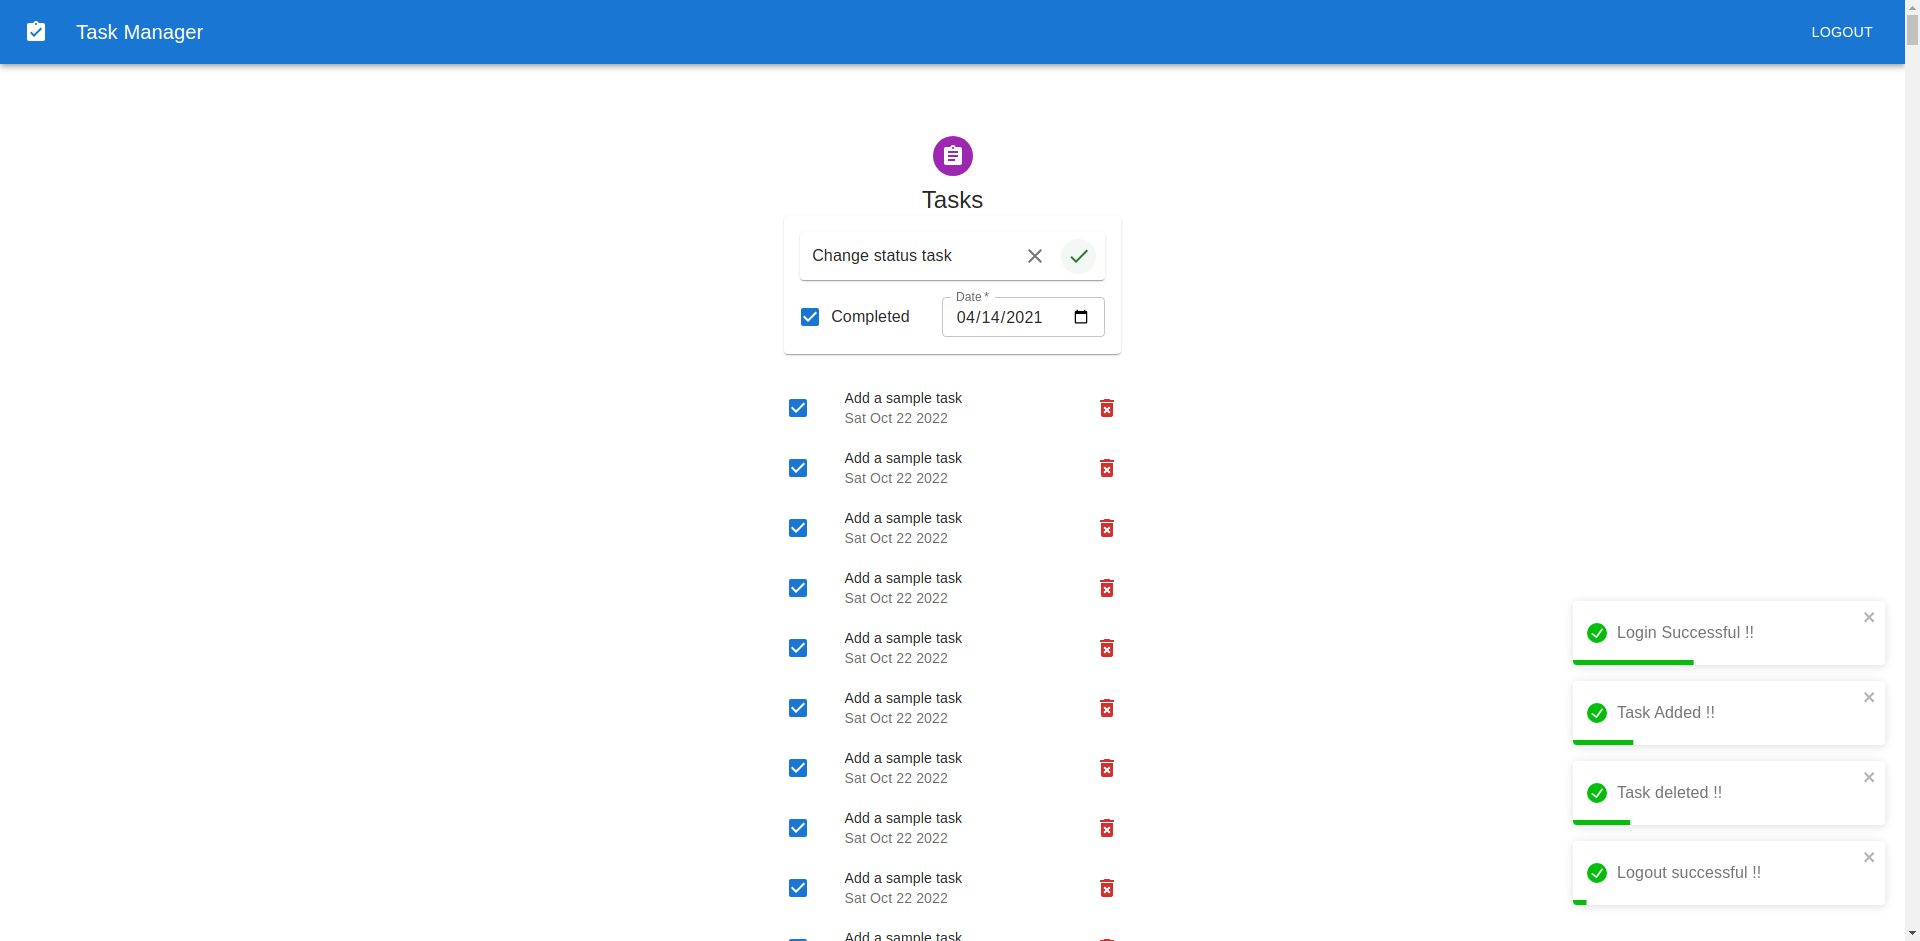 Task Manager
LOGOUT
Tasks
Change status task
Date *
Completed
04/14/2021
Add a sample task
Sat Oct 22 2022
Add a sample task
Sat Oct 22 2022
Add a sample task
Sat Oct 22 2022
Add a sample task
Sat Oct 22 2022
Add a sample task
Sat Oct 22 2022
Add a sample task
Sat Oct 22 2022
Add a sample task
Sat Oct 22 2022
Add a sample task
Sat Oct 22 2022
Add a sample task
Sat Oct 22 2022
Add a sample task
Login Successful !!
Task Added !!
Task deleted !!
Logout successful !!